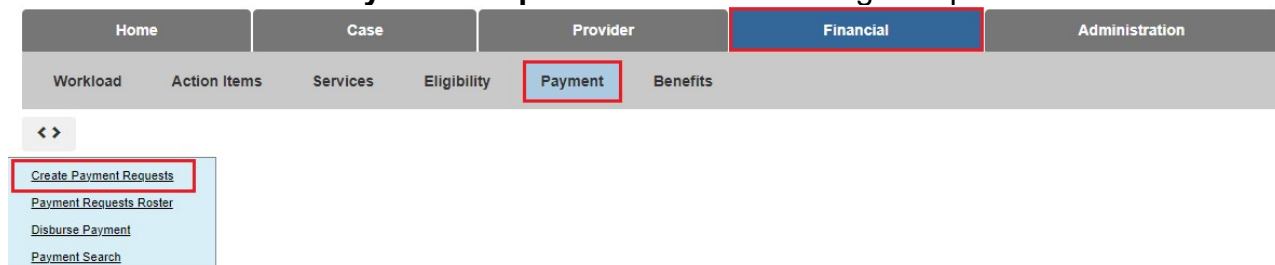 Home Case Provider Financial Administration
Workload Action Items Services Eligibility Payment Benefits
<>
Create Payment Requests
Payment Requests Roster
Disburse Payment
Payment Search